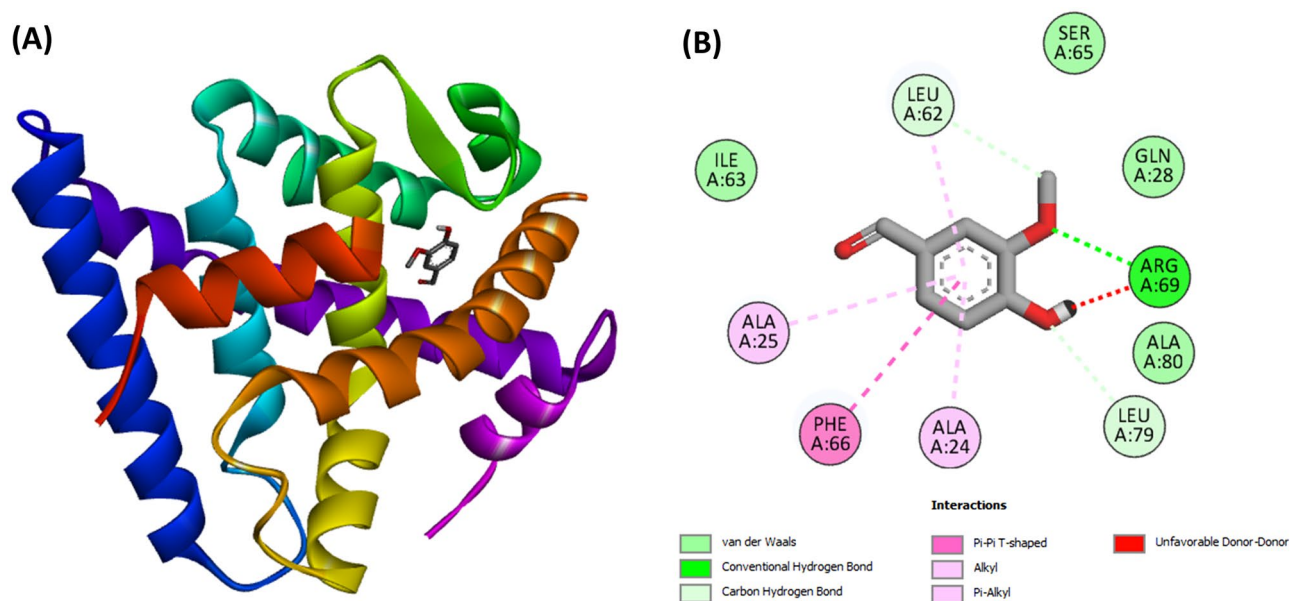 (A)
(B)
SER
A:65
LEU
A:62
ILE
A:63
GLN
A:28
ARG
A:69
ALA
A:25
ALA
A:80
PHE
A:66
ALA
A:24
LEU
A:79
Interactions
van der Waals
Conventional Hydrogen Bond
Carbon Hydrogen Bond
Pi-Pi T-shaped
Alkyl
Pi-Alkyl
Unfavorable Donor-Donor